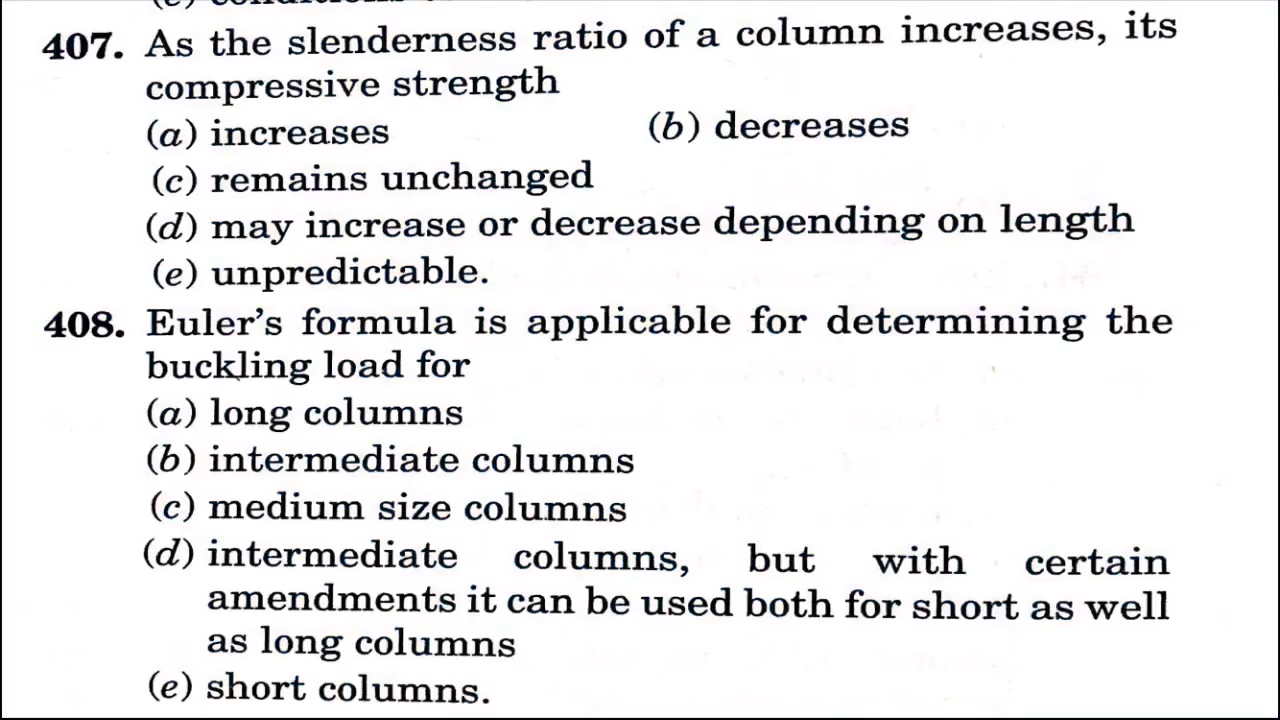 407. As the slenderness ratio of a column increases, its
compressive strength
(a) increases (b) decreases
(c) remains unchanged
(d) may increase or decrease depending on length
(e) unpredictable.
408. Euler's formula is applicable for determining the
buckling load for
(a) long columns
(b) intermediate columns
(c) medium size columns
(d) intermediate columns, but with certain
amendments it can be used both for short as well
as long columns
(e) short columns.